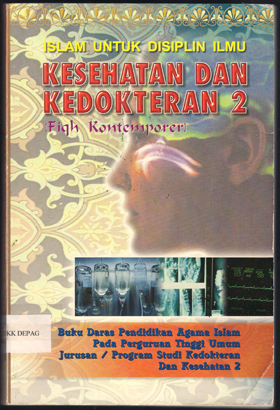 ISLAM UNTUK DISIPLIN ILMU
KESEHATAN DAN
KEDOKTERAN 2
Fiqh Kontemporer
KK DEPAG
Buku Daras Pendidikan Agama Islam
Pada Perguruan Tinggi Umum
Jurusan / Program Studi Kedokteran
Dan Kesehatan 2